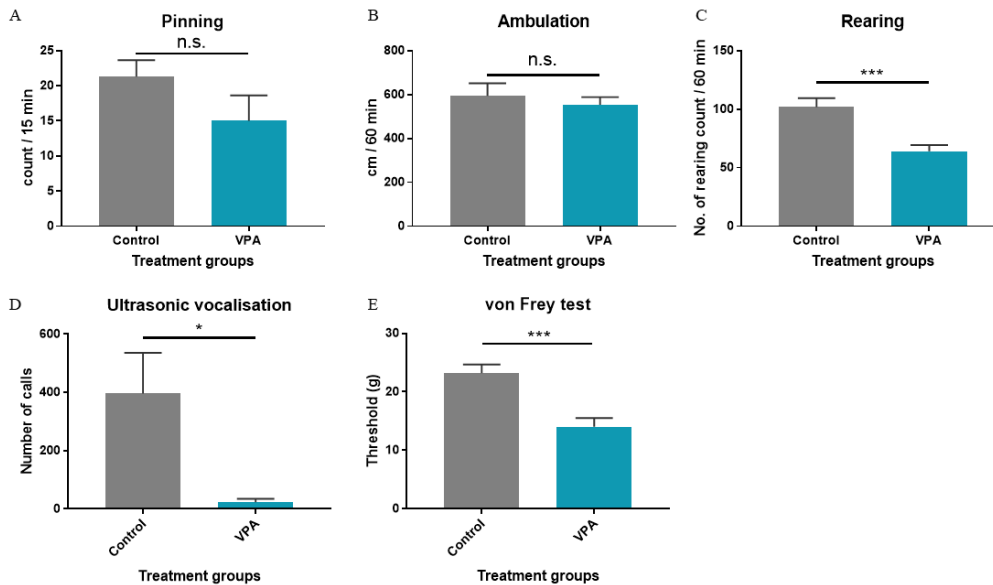 A
Pinning
n.s.
25
20
15
10
5
0
count / 15 min
Control
VPA
Treatment groups
B
Ambulation
n.s.
800
600
400
200
0
cm / 60 min
Control
VPA
Treatment groups
C
Rearing
***
150
100
50
0
No. of rearing count / 60 min
Control
VPA
Treatment groups
D
Ultrasonic vocalisation
*
600
400
200
0
Number of calls
Control
VPA
Treatment groups
E
von Frey test
***
30
20
10
0
Threshold (g)
Control
VPA
Treatment groups